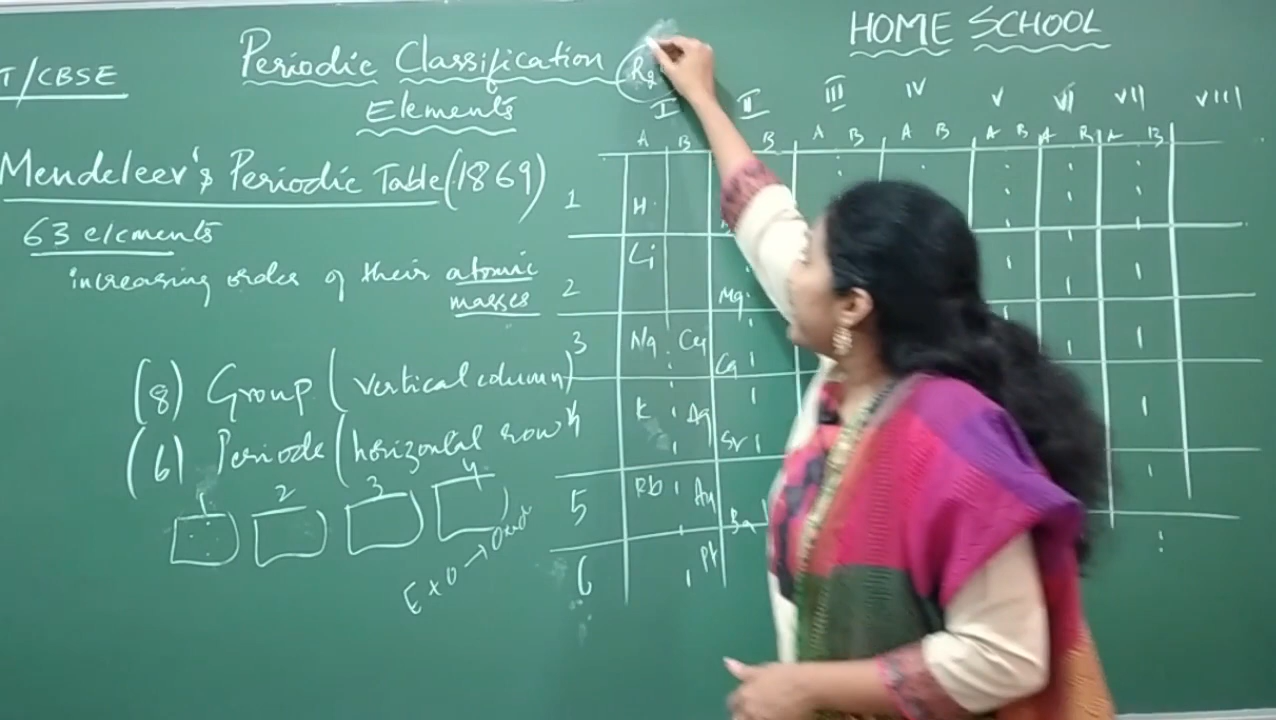 HOME SCHOOL
T/CBSE
Periodic Classification
Elements
Mendeleev's Periodic Table (1869)
63 elements
increasing order of their atomic
masses
(8) Group (vertical column)
(6) Periods (horizontal row)
1 2 3 4
E x O → Oxid
I II III IV V VI VII VIII
A B B A B A B A B A B A B
1 H
2 Li Mg
3 Na Cu Ca
4 K Ag Sr
5 Rb Au Ba
6 Pt